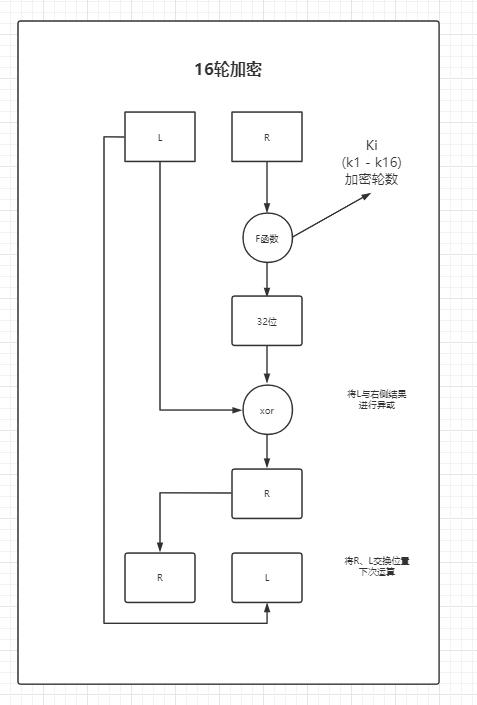 16轮加密
L
R
Ki
(k1 - k16)
加密轮数
F函数
32位
将L与右侧结果
进行异或
xor
R
R
L
将R、L交换位置
下次运算